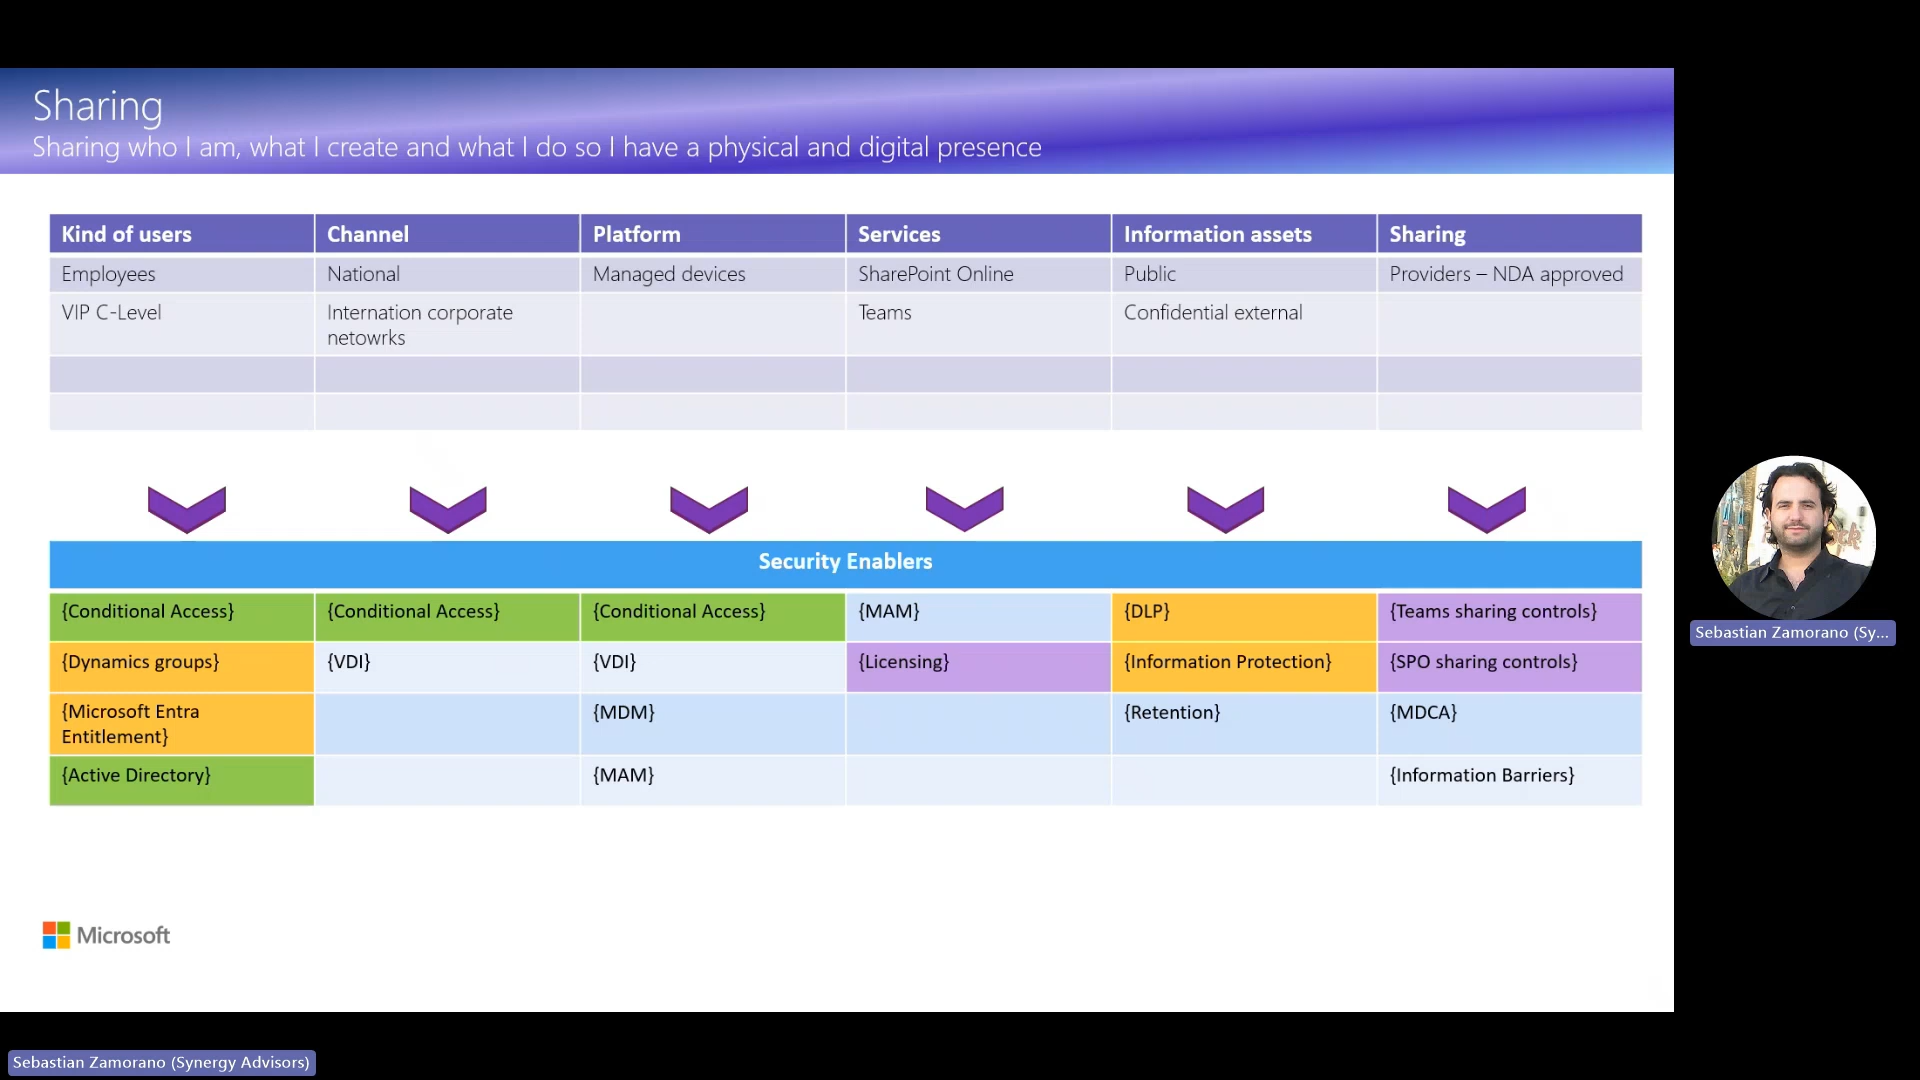 Sharing
Sharing who I am, what I create and what I do so I have a physical and digital presence
Kind of users Channel Platform Services Information assets Sharing
Employees National Managed devices SharePoint Online Public Providers – NDA approved
VIP C-Level Internation corporate Teams Confidential external
netowrks
Security Enablers
{Conditional Access} {Conditional Access} {Conditional Access} {MAM} {DLP} {Teams sharing controls}
{Dynamics groups} {VDI} {VDI} {Licensing} {Information Protection} {SPO sharing controls}
{Microsoft Entra {MDM} {Retention} {MDCA}
Entitlement}
{Active Directory} {MAM} {Information Barriers}
Microsoft
Sebastian Zamorano (Sy...
Sebastian Zamorano (Synergy Advisors)